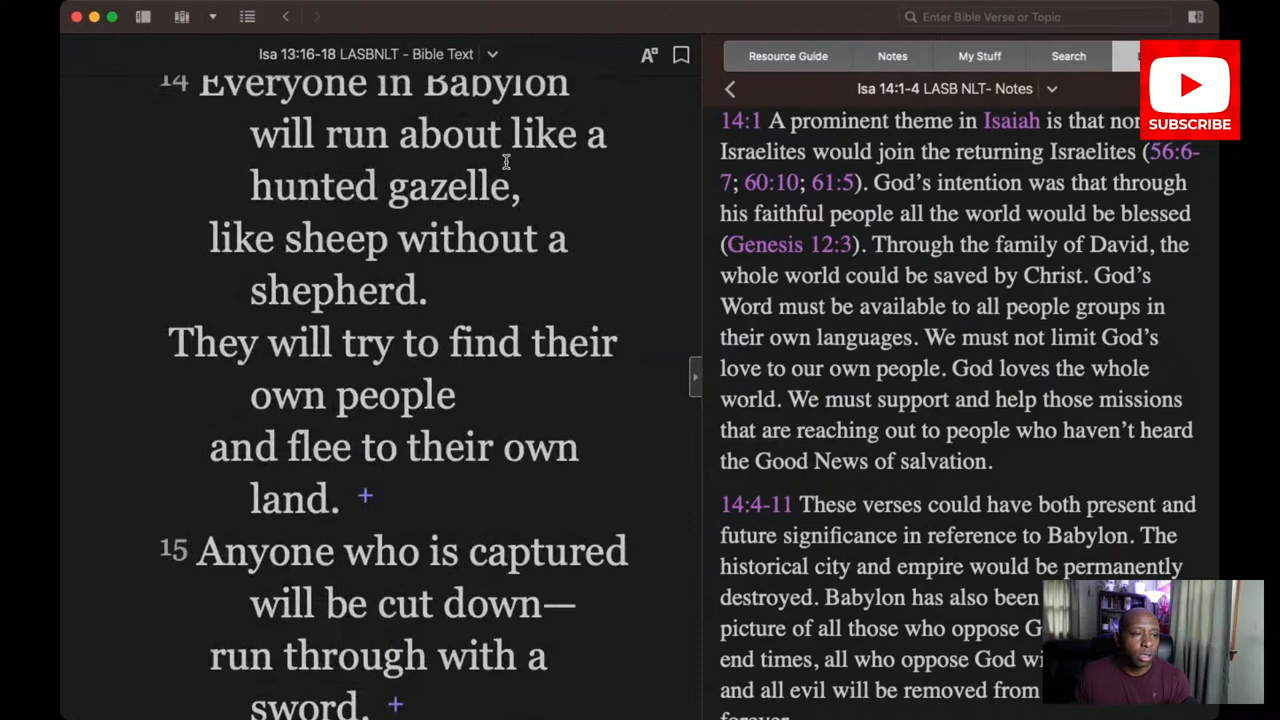 Enter Bible Verse or Topic
Isa 13:16-18 LASBNLT - Bible Text
14 Everyone in Babylon
will run about like a
hunted gazelle,
like sheep without a
shepherd.
They will try to find their
own people
and flee to their own
land. +
15 Anyone who is captured
will be cut down—
run through with a
sword. +
Resource Guide
Notes
My Stuff
Search
SUBSCRIBE
Isa 14:1-4 LASB NLT- Notes
14:1 A prominent theme in Isaiah is that
Israelites would join the returning Israelites (56:6-
7; 60:10; 61:5). God's intention was that through
his faithful people all the world would be blessed
(Genesis 12:3). Through the family of David, the
whole world could be saved by Christ. God's
Word must be available to all people groups in
their own languages. We must not limit God's
love to our own people. God loves the whole
world. We must support and help those missions
that are reaching out to people who haven't heard
the Good News of salvation.
14:4-11 These verses could have both present and
future significance in reference to Babylon. The
historical city and empire would be permanently
destroyed. Babylon has also been
picture of all those who oppose
end times, all who oppose God
and all evil will be removed from
forever